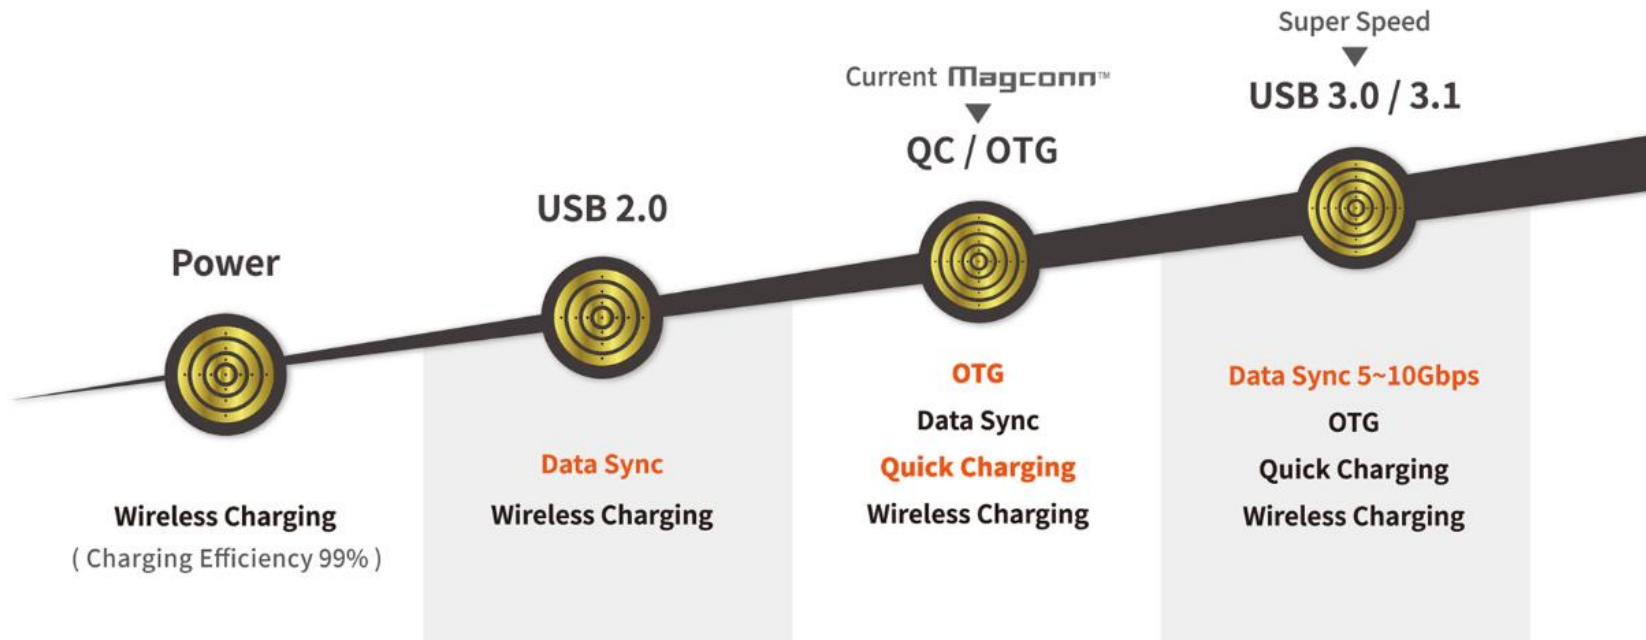 Power
Wireless Charging
( Charging Efficiency 99% )
USB 2.0
Data Sync
Wireless Charging
Current Magconn™
QC / OTG
OTG
Data Sync
Quick Charging
Wireless Charging
Super Speed
USB 3.0 / 3.1
Data Sync 5~10Gbps
OTG
Quick Charging
Wireless Charging